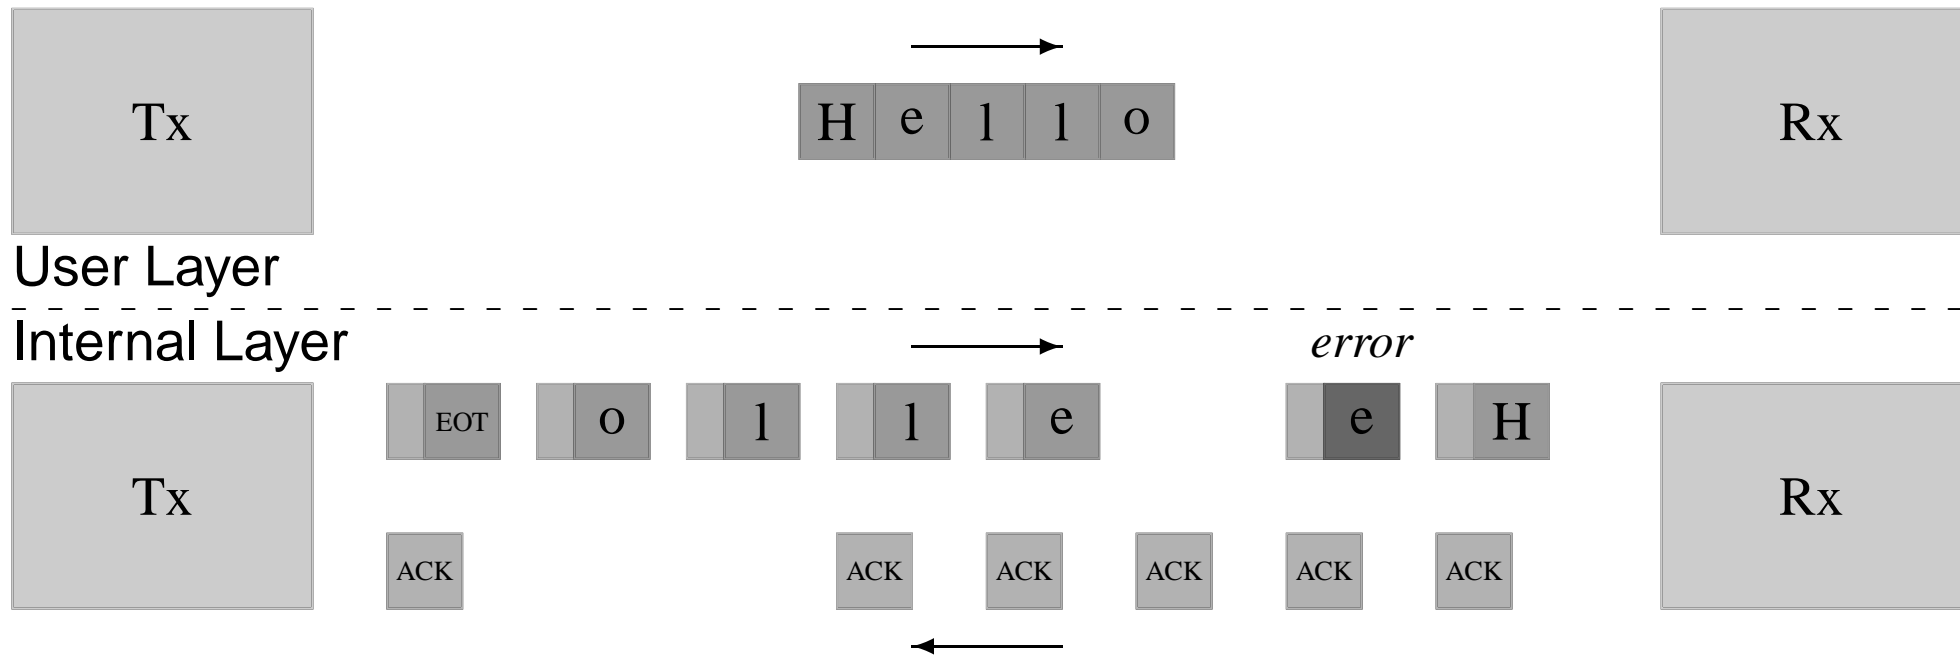 Tx H e l l o Rx
User Layer
Internal Layer error
Tx EOT o l l e e H Rx
ACK ACK ACK ACK ACK ACK